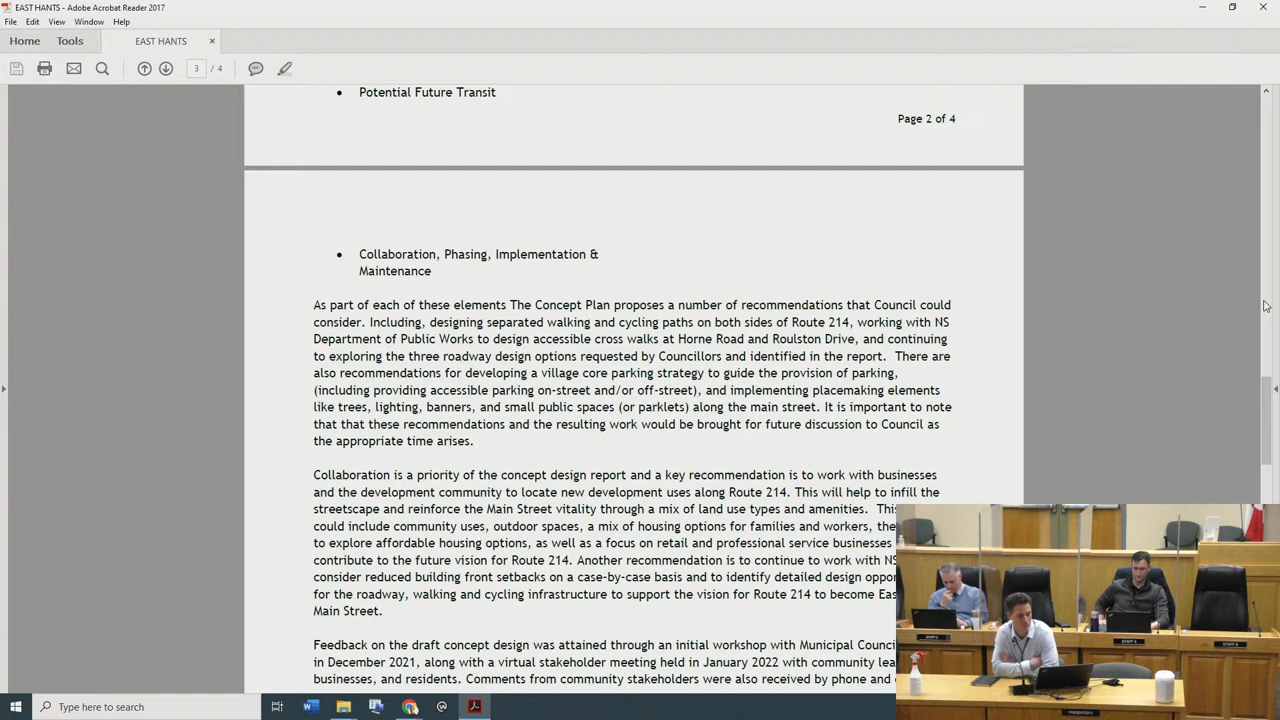 EAST HANTS - Adobe Acrobat Reader 2017
File Edit View Window Help
Home Tools EAST HANTS ×
3 / 4
• Potential Future Transit
Page 2 of 4
• Collaboration, Phasing, Implementation &
Maintenance
As part of each of these elements The Concept Plan proposes a number of recommendations that Council could
consider. Including, designing separated walking and cycling paths on both sides of Route 214, working with NS
Department of Public Works to design accessible cross walks at Horne Road and Roulston Drive, and continuing
to exploring the three roadway design options requested by Councillors and identified in the report. There are
also recommendations for developing a village core parking strategy to guide the provision of parking,
(including providing accessible parking on-street and/or off-street), and implementing placemaking elements
like trees, lighting, banners, and small public spaces (or parklets) along the main street. It is important to note
that that these recommendations and the resulting work would be brought for future discussion to Council as
the appropriate time arises.
Collaboration is a priority of the concept design report and a key recommendation is to work with businesses
and the development community to locate new development uses along Route 214. This will help to infill the
streetscape and reinforce the Main Street vitality through a mix of land use types and amenities.
could include community uses, outdoor spaces, a mix of housing options for families and workers,
to explore affordable housing options, as well as a focus on retail and professional service businesses
contribute to the future vision for Route 214. Another recommendation is to continue to work with NS
consider reduced building front setbacks on a case-by-case basis and to identify detailed design
for the roadway, walking and cycling infrastructure to support the vision for Route 214 to become
Main Street.
Feedback on the draft concept design was attained through an initial workshop with Municipal
in December 2021, along with a virtual stakeholder meeting held in January 2022 with community
businesses, and residents. Comments from community stakeholders were also received by phone and
Type here to search